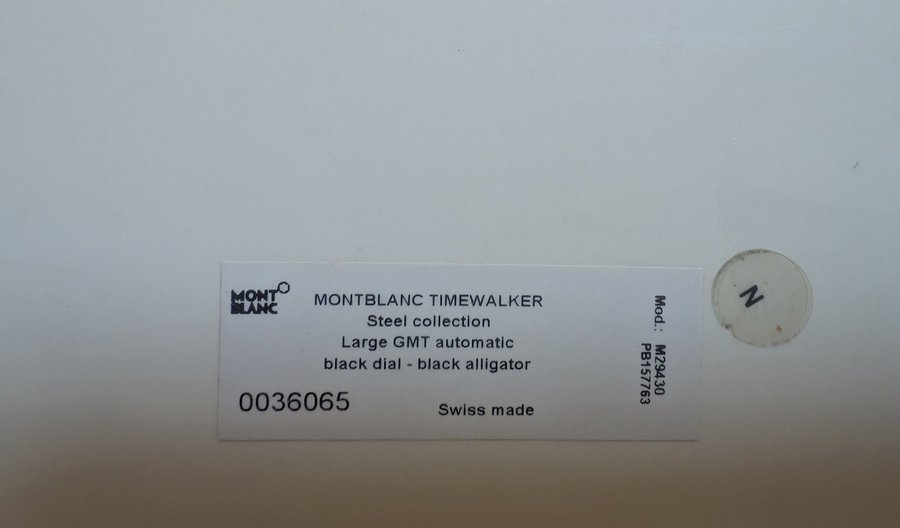 MONT
BLANC
MONTBLANC TIMEWALKER
Steel collection
Large GMT automatic
black dial - black alligator
0036065
Swiss made
Mod.: M29430
PB157763
N